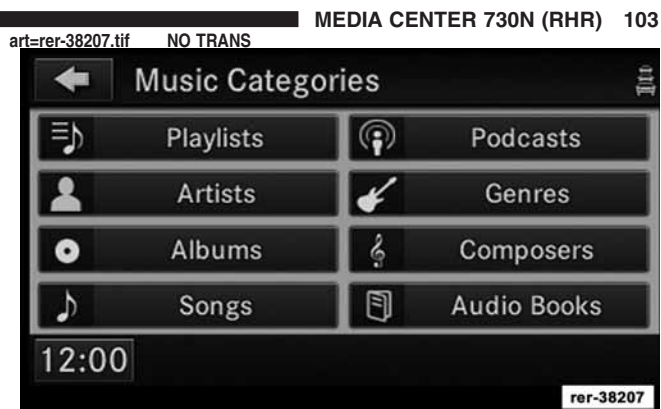 MEDIA CENTER 730N (RHR) 103
art=rer-38207.tif NO TRANS
Music Categories
Playlists Podcasts
Artists Genres
Albums Composers
Songs Audio Books
12:00
rer-38207